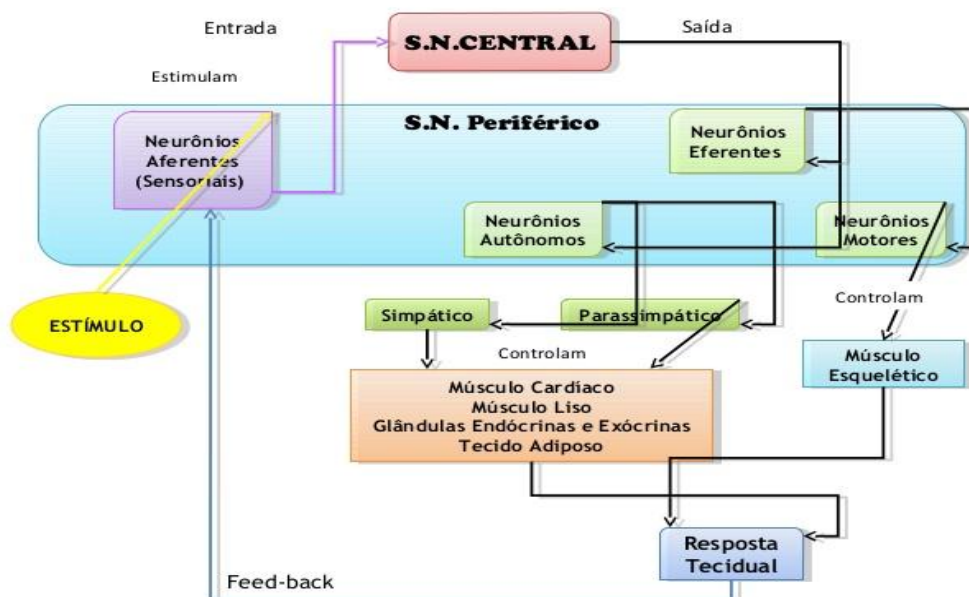 Entrada
S.N.CENTRAL
Saída
Estimulam
S.N. Periférico
Neurônios
Aferentes
(Sensoriais)
Neurônios
Eferentes
Neurônios
Autônomos
Neurônios
Motores
ESTÍMULO
Simpático
Parassimpático
Controlam
Controlam
Músculo
Esquelético
Músculo Cardíaco
Músculo Liso
Glândulas Endócrinas e Exócrinas
Tecido Adiposo
Resposta
Tecidual
Feed-back